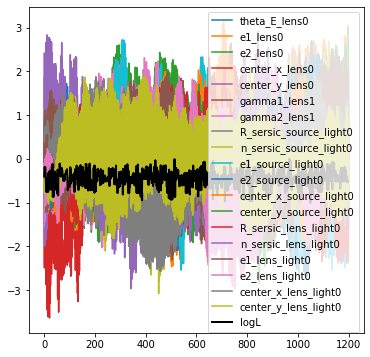 3
2
1
0
−1
−2
−3
0
200
400
600
800
1000
1200
theta_E_lens0
e1_lens0
e2_lens0
center_x_lens0
center_y_lens0
gamma1_lens1
gamma2_lens1
R_sersic_source_light0
n_sersic_source_light0
e1_source_light0
e2_source_light0
center_x_source_light0
center_y_source_light0
R_sersic_lens_light0
n_sersic_lens_light0
e1_lens_light0
e2_lens_light0
center_x_lens_light0
center_y_lens_light0
logL